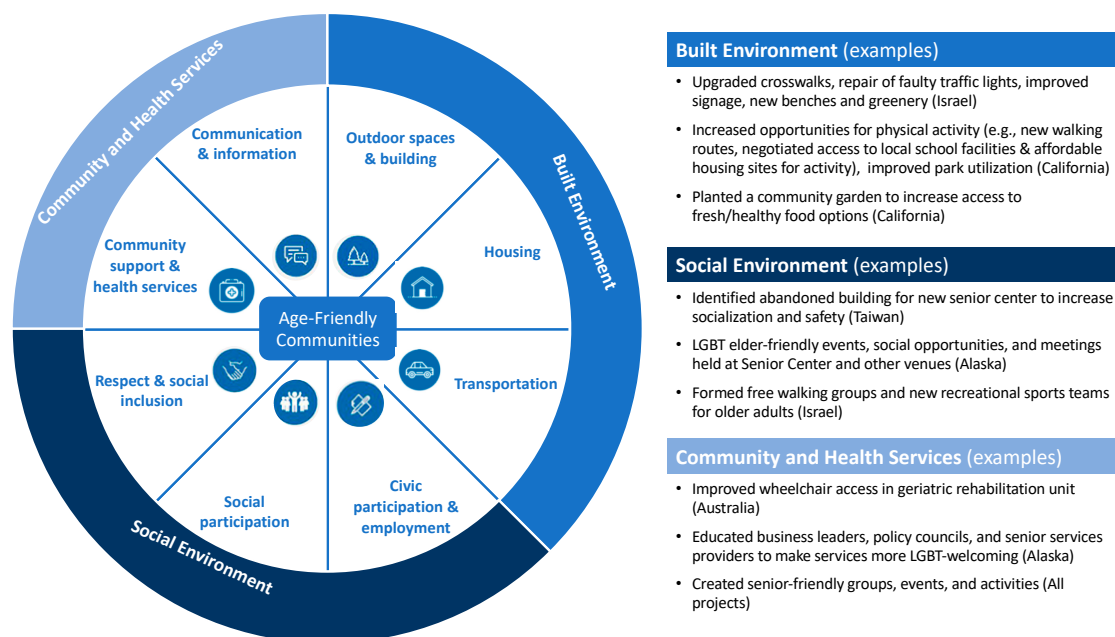 Community and Health Services
Built Environment
Social Environment
Communication
& information
Outdoor spaces
& building
Community
support &
health services
Housing
Age-Friendly
Communities
Respect & social
inclusion
Transportation
Social
participation
Civic
participation &
employment
Built Environment (examples)
• Upgraded crosswalks, repair of faulty traffic lights, improved
signage, new benches and greenery (Israel)
• Increased opportunities for physical activity (e.g., new walking
routes, negotiated access to local school facilities & affordable
housing sites for activity), improved park utilization (California)
• Planted a community garden to increase access to
fresh/healthy food options (California)
Social Environment (examples)
• Identified abandoned building for new senior center to increase
socialization and safety (Taiwan)
• LGBT elder-friendly events, social opportunities, and meetings
held at Senior Center and other venues (Alaska)
• Formed free walking groups and new recreational sports teams
for older adults (Israel)
Community and Health Services (examples)
• Improved wheelchair access in geriatric rehabilitation unit
(Australia)
• Educated business leaders, policy councils, and senior services
providers to make services more LGBT-welcoming (Alaska)
• Created senior-friendly groups, events, and activities (All
projects)